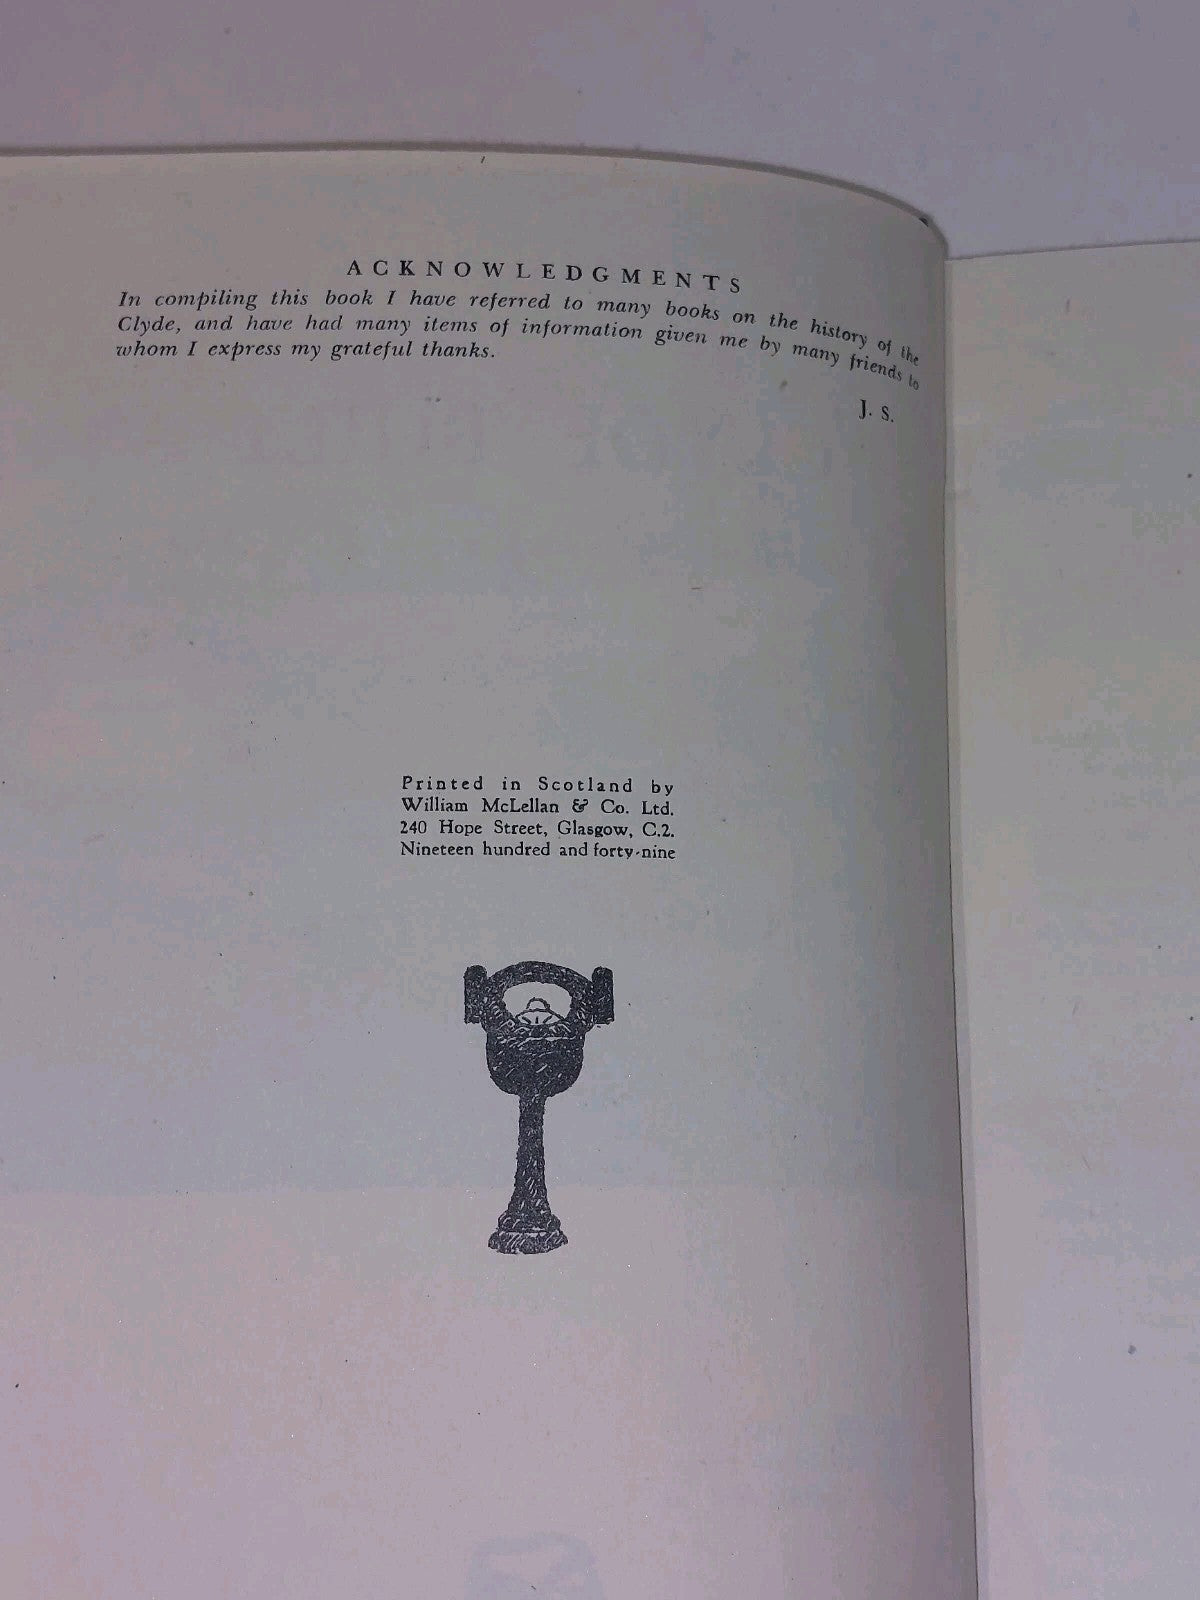 ACKNOWLEDGMENTS
In compiling this book I have referred to many books on the history of the
Clyde, and have had many items of information given me by many friends to
whom I express my grateful thanks.
J. S.
Printed in Scotland by
William McLellan & Co. Ltd.
240 Hope Street, Glasgow, C.2.
Nineteen hundred and forty-nine